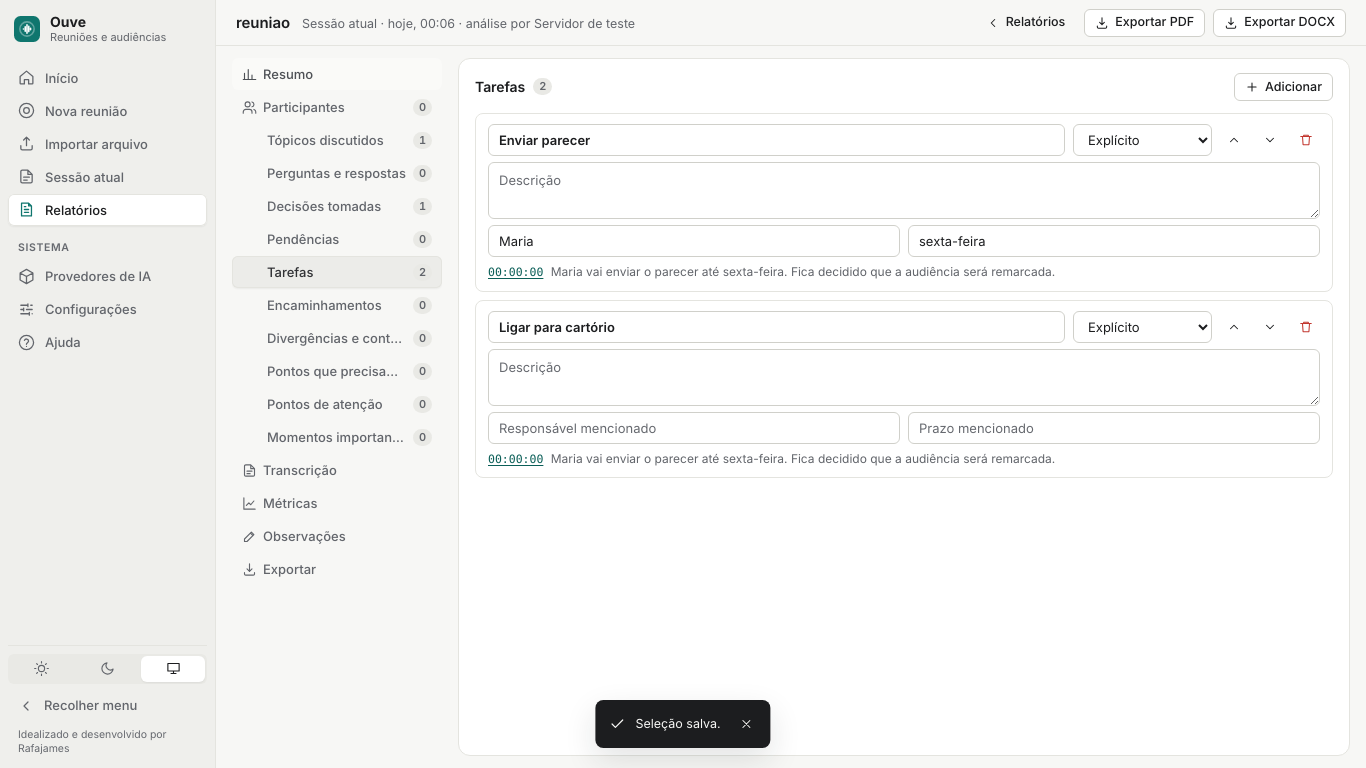 Ouve
Reuniões e audiências
Início
Nova reunião
Importar arquivo
Sessão atual
Relatórios
SISTEMA
Provedores de IA
Configurações
Ajuda
Recolher menu
Idealizado e desenvolvido por
Rafajames
reuniao Sessão atual · hoje, 00:06 · análise por Servidor de teste
Relatórios
Exportar PDF
Exportar DOCX
Resumo
Participantes 0
Tópicos discutidos 1
Perguntas e respostas 0
Decisões tomadas 1
Pendências 0
Tarefas 2
Encaminhamentos 0
Divergências e cont... 0
Pontos que precisa... 0
Pontos de atenção 0
Momentos importan... 0
Transcrição
Métricas
Observações
Exportar
Tarefas 2
Adicionar
Enviar parecer
Explícito
Descrição
Maria
sexta-feira
00:00:00 Maria vai enviar o parecer até sexta-feira. Fica decidido que a audiência será remarcada.
Ligar para cartório
Explícito
Descrição
Responsável mencionado
Prazo mencionado
00:00:00 Maria vai enviar o parecer até sexta-feira. Fica decidido que a audiência será remarcada.
Seleção salva.